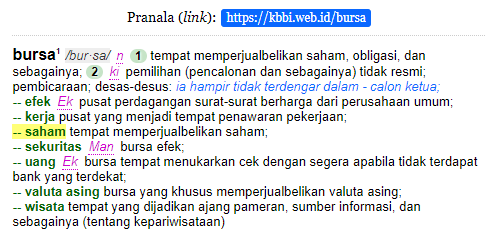 Pranala (link): https://kbbi.web.id/bursa
bursa¹ /bur·sa/ n 1 tempat memperjualbelikan saham, obligasi, dan
sebagainya; 2 ki pemilihan (pencalonan dan sebagainya) tidak resmi;
pembicaraan; desas-desus: ia hampir tidak terdengar dalam - calon ketua;
-- efek Ek pusat perdagangan surat-surat berharga dari perusahaan umum;
-- kerja pusat yang menjadi tempat penawaran pekerjaan;
-- saham tempat memperjualbelikan saham;
-- sekuritas Man bursa efek;
-- uang Ek bursa tempat menukarkan cek dengan segera apabila tidak terdapat
bank yang terdekat;
-- valuta asing bursa yang khusus memperjualbelikan valuta asing;
-- wisata tempat yang dijadikan ajang pameran, sumber informasi, dan
sebagainya (tentang kepariwisataan)